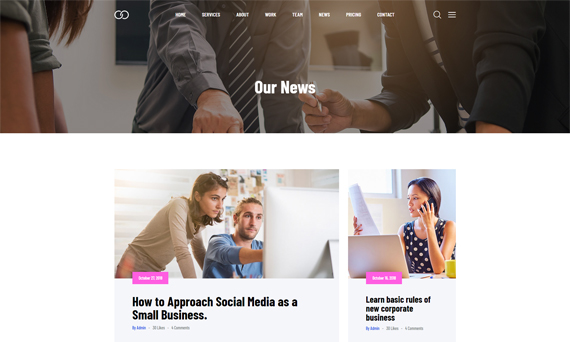 HOME SERVICES ABOUT WORK TEAM NEWS PRICING CONTACT
Our News
October 27, 2018
How to Approach Social Media as a
Small Business.
By Admin - 30 Likes - 4 Comments
October 10, 2018
Learn basic rules of
new corporate
business
By Admin - 30 Likes - 4 Comments